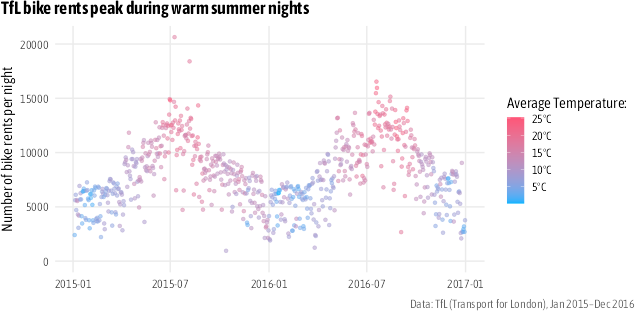 TfL bike rents peak during warm summer nights
Number of bike rents per night
20000
15000
10000
5000
0
2015-01
2015-07
2016-01
2016-07
2017-01
Average Temperature:
25°C
20°C
15°C
10°C
5°C
Data: TfL (Transport for London), Jan 2015–Dec 2016